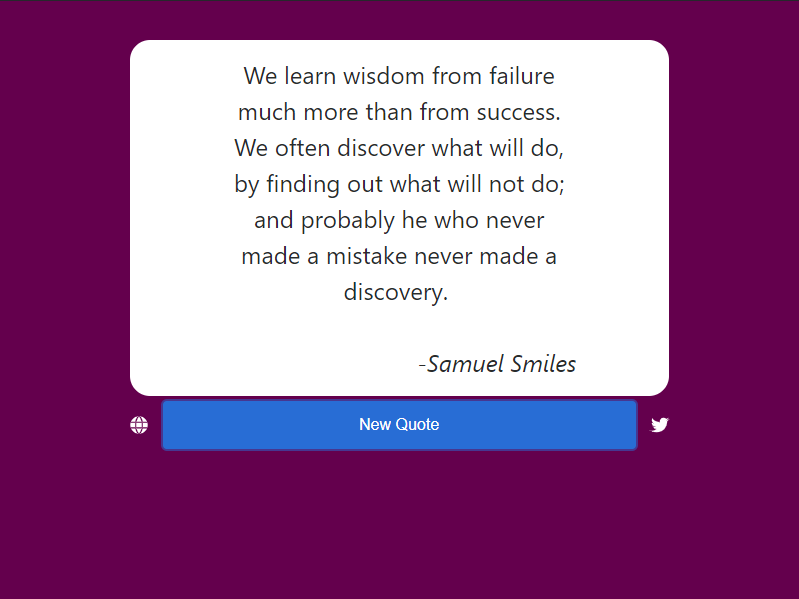 We learn wisdom from failure
much more than from success.
We often discover what will do,
by finding out what will not do;
and probably he who never
made a mistake never made a
discovery.
-Samuel Smiles
New Quote